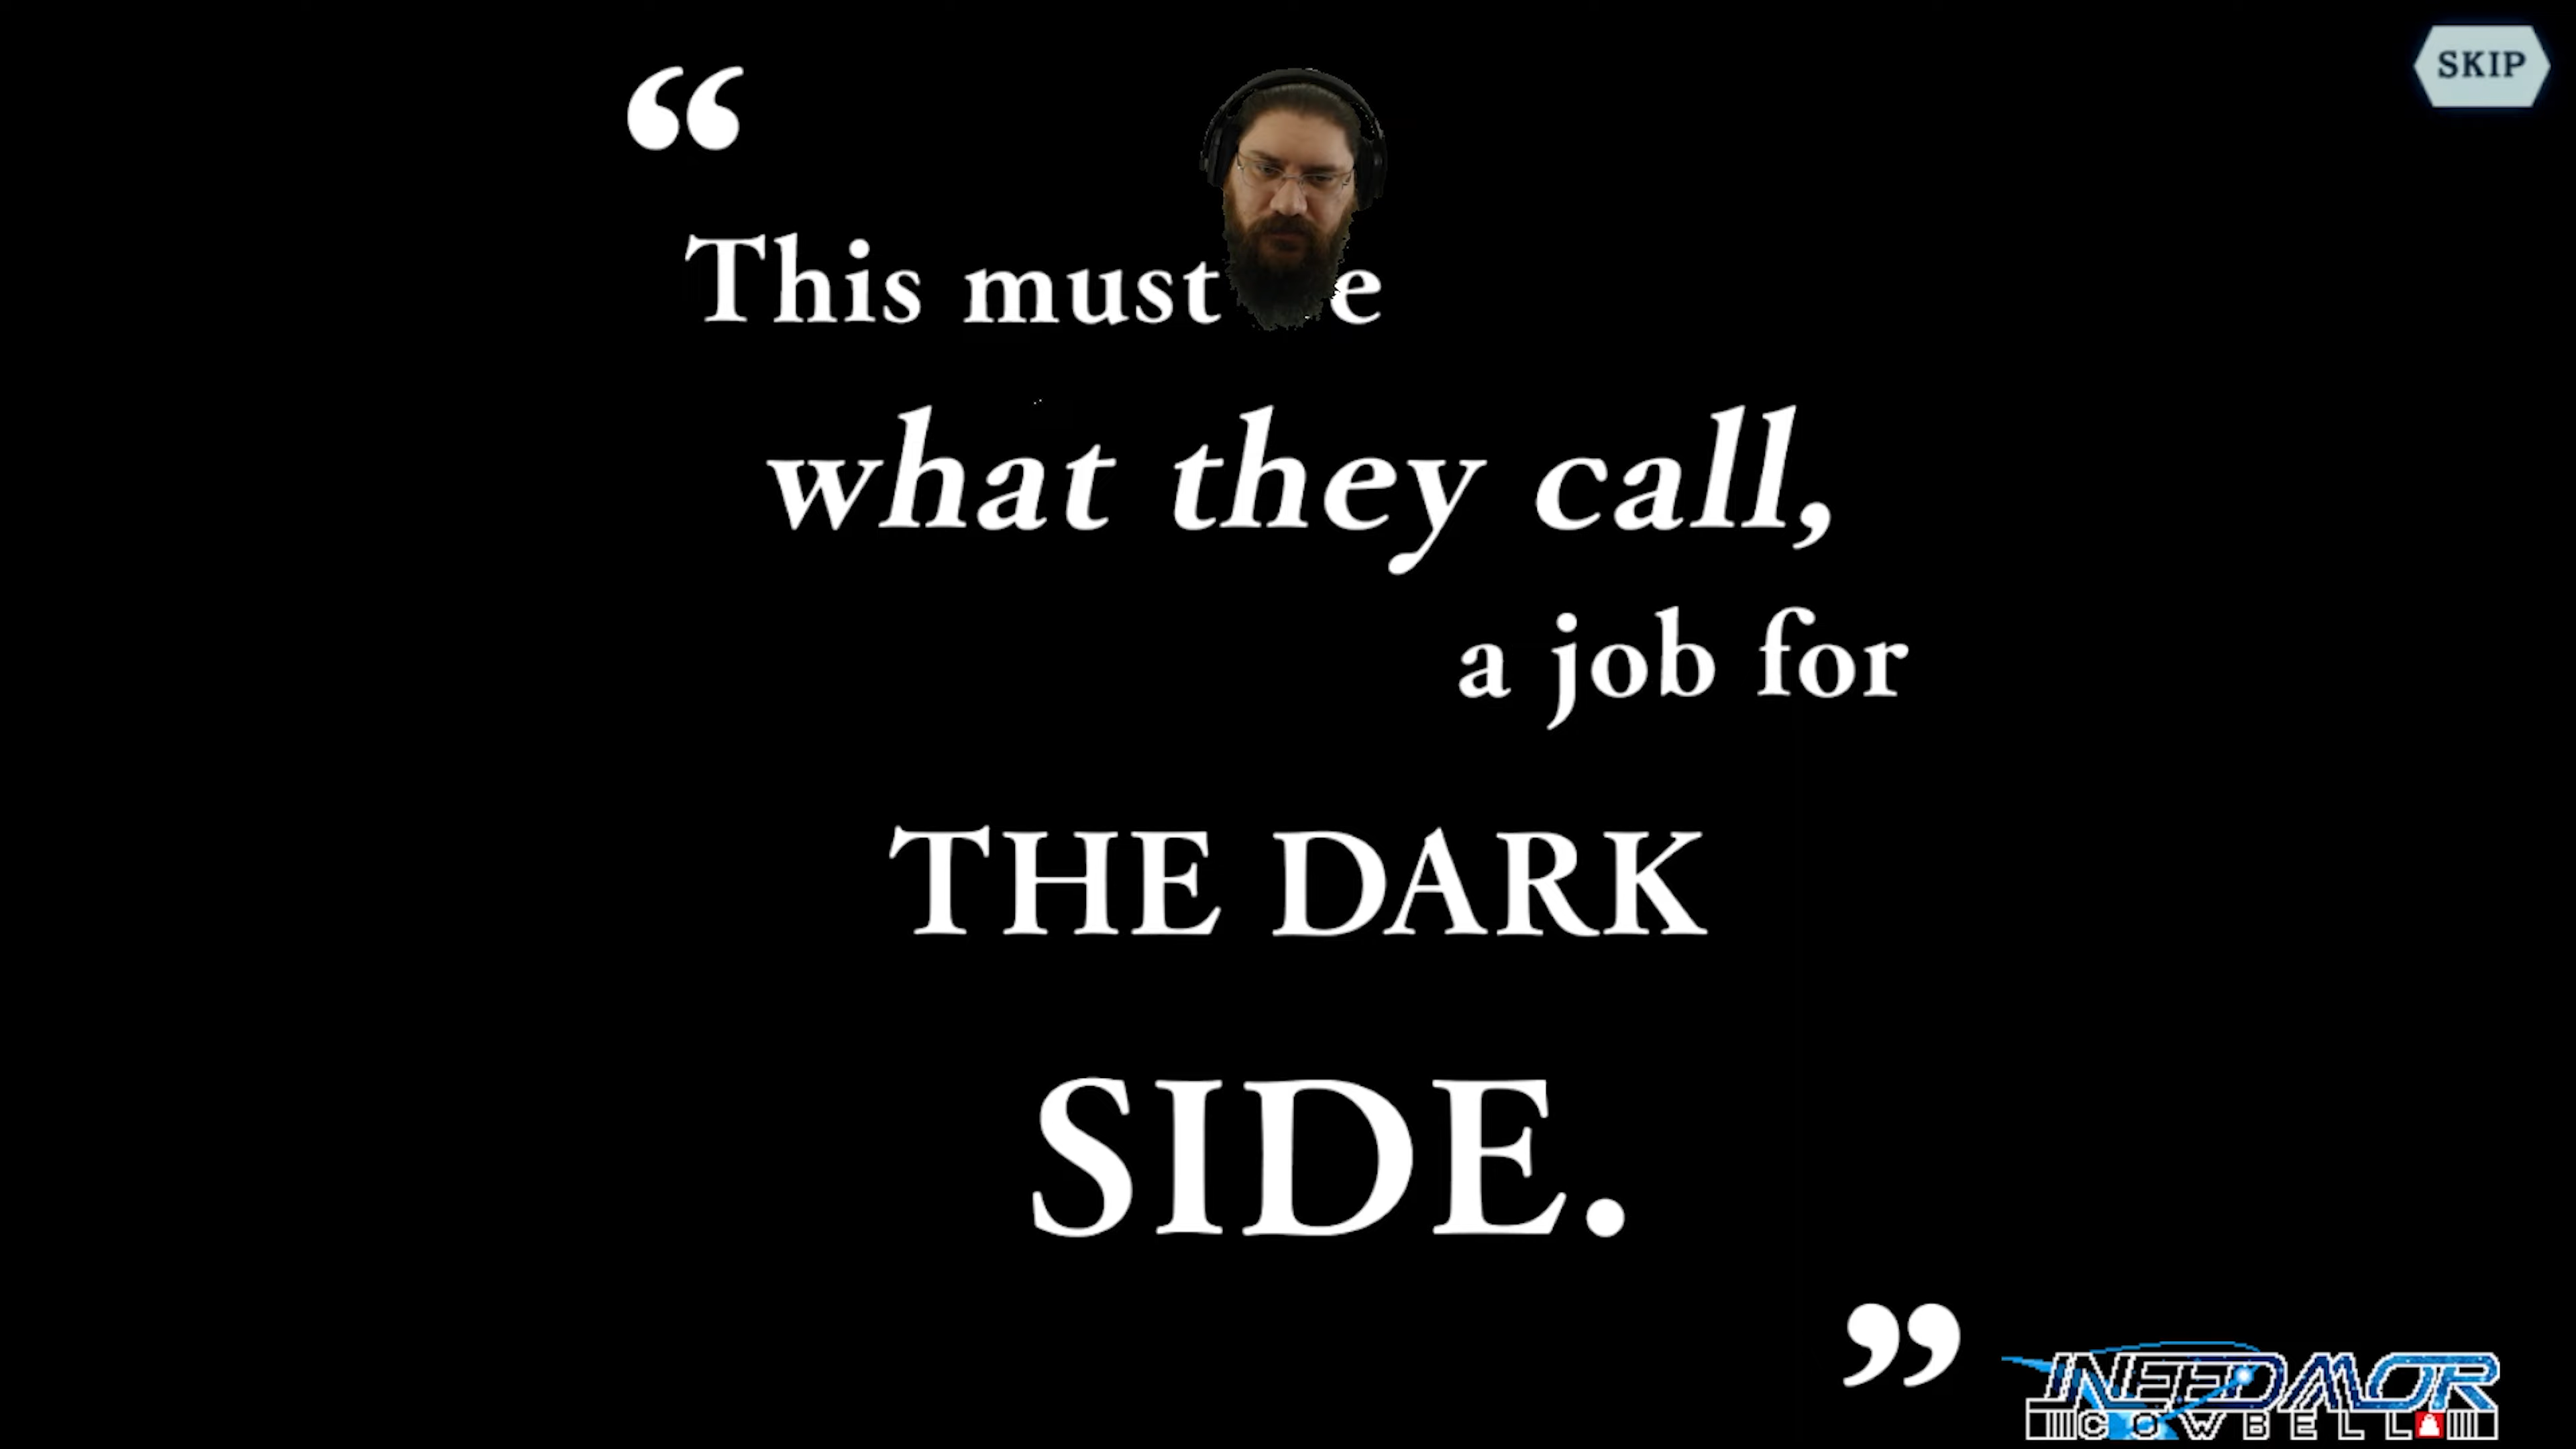 SKIP
“
This must e
what they call,
a job for
THE DARK
SIDE.
”
INEEDMOR
COWBELL